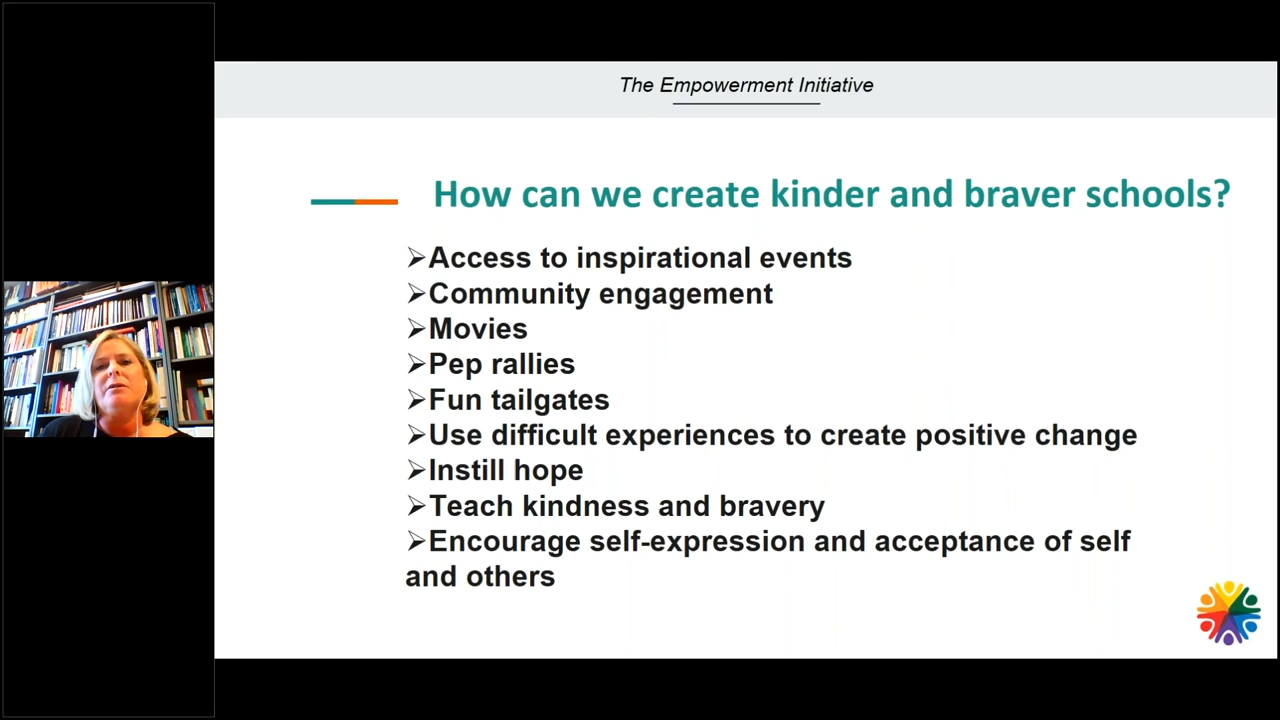 The Empowerment Initiative
How can we create kinder and braver schools?
➢Access to inspirational events
➢Community engagement
➢Movies
➢Pep rallies
➢Fun tailgates
➢Use difficult experiences to create positive change
➢Instill hope
➢Teach kindness and bravery
➢Encourage self-expression and acceptance of self
and others